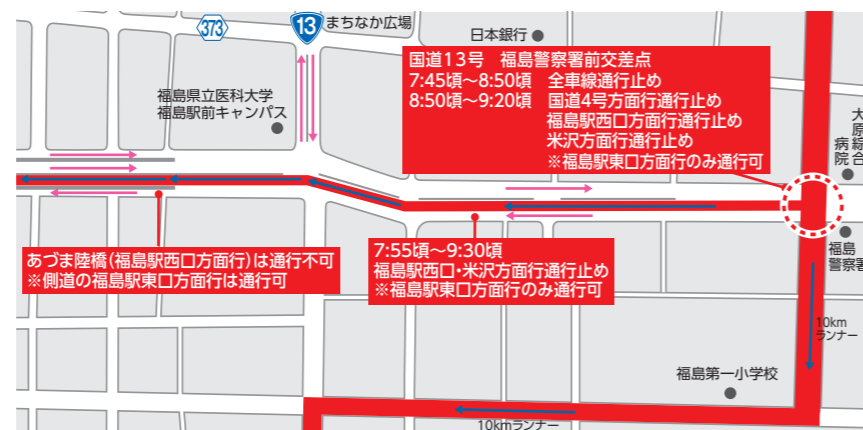 373
13
まちなか広場
日本銀行
国道13号 福島警察署前交差点
7:45頃～8:50頃 全車線通行止め
8:50頃～9:20頃 国道4号方面行通行止め
福島駅西口方面行通行止め
米沢方面行通行止め
※福島駅東口方面行のみ通行可
福島県立医科大学
福島駅前キャンパス
大原綜合
病院
あづま陸橋(福島駅西口方面行)は通行不可
※側道の福島駅東口方面行は通行可
7:55頃～9:30頃
福島駅西口・米沢方面行通行止め
※福島駅東口方面行のみ通行可
福島
警察署
10km
ランナー
福島第一小学校
10kmランナー